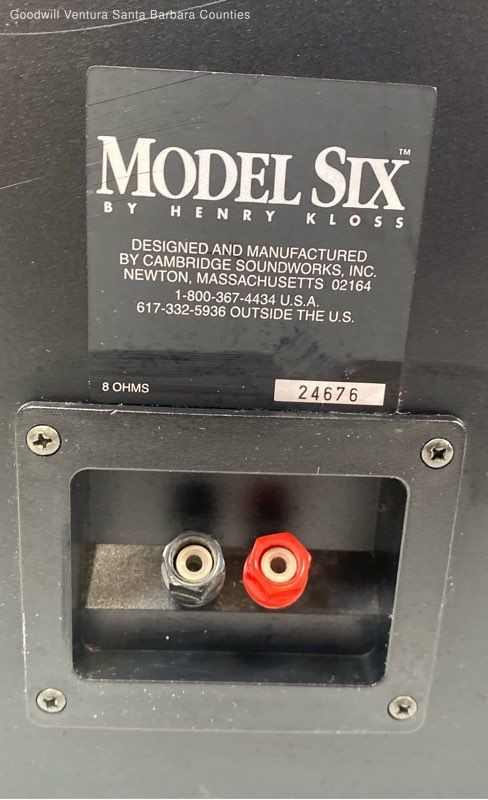 Goodwill Ventura Santa Barbara Counties
MODEL SIX™
BY HENRY KLOSS
DESIGNED AND MANUFACTURED
BY CAMBRIDGE SOUNDWORKS, INC.
NEWTON, MASSACHUSETTS 02164
1-800-367-4434 U.S.A.
617-332-5936 OUTSIDE THE U.S.
8 OHMS 24676